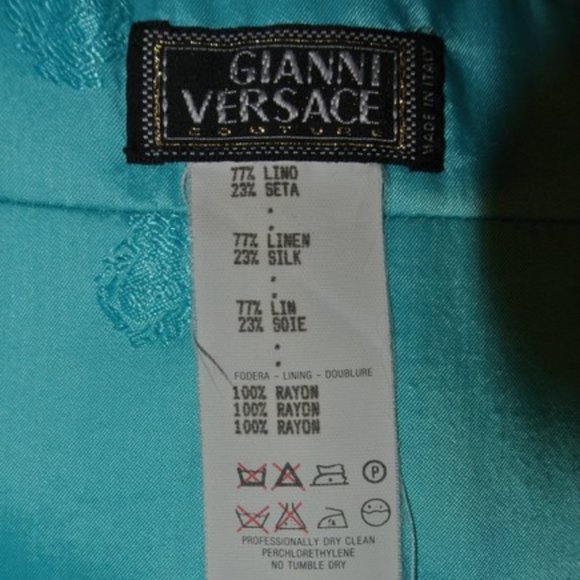 GIANNI
VERSACE
COUTURE
MADE IN ITALY
77% LINO
23% SETA
77% LINEN
23% SILK
77% LIN
23% SOIE
FODERA - LINING - DOUBLURE
100% RAYON
100% RAYON
100% RAYON
P
PROFESSIONALLY DRY CLEAN
PERCHLORETHYLENE
NO TUMBLE DRY